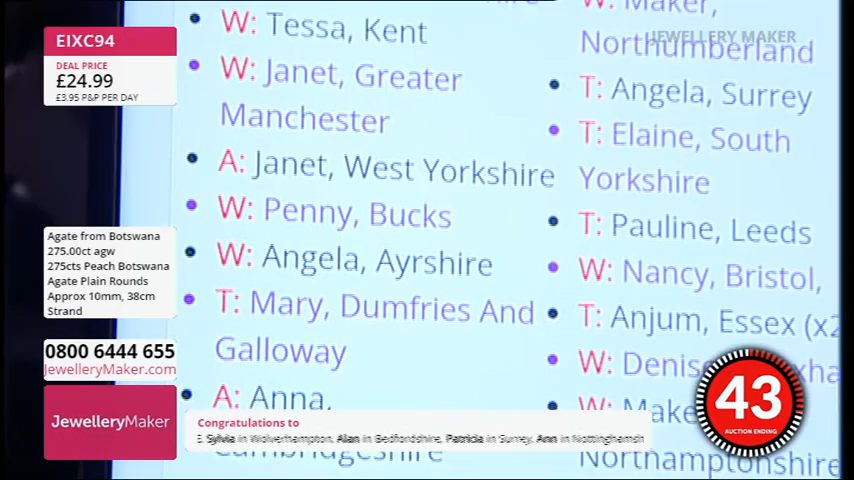 EIXC94
DEAL PRICE
£24.99
£3.95 P&P PER DAY
Agate from Botswana
275.00ct agw
275cts Peach Botswana
Agate Plain Rounds
Approx 10mm, 38cm
Strand
0800 6444 655
JewelleryMaker.com
JewelleryMaker
W: Tessa, Kent
W: Janet, Greater
Manchester
A: Janet, West Yorkshire
W: Penny, Bucks
W: Angela, Ayrshire
T: Mary, Dumfries And
Galloway
A: Anna,
Cambridgeshire
W: Maker,
Northumberland
T: Angela, Surrey
T: Elaine, South
Yorkshire
T: Pauline, Leeds
W: Nancy, Bristol,
T: Anjum, Essex (x2
W:
W:
Northamptonshire
JEWELLERY MAKER
Congratulations to
Sylvia in Wolverhampton, Alan in Bedfordshire, Patricia in Surrey, Ann in Nottinghamsh
43
AUCTION ENDING